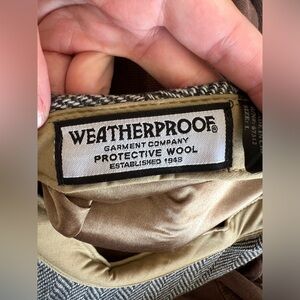 WEATHERPROOF®
GARMENT COMPANY
PROTECTIVE WOOL
ESTABLISHED 1948